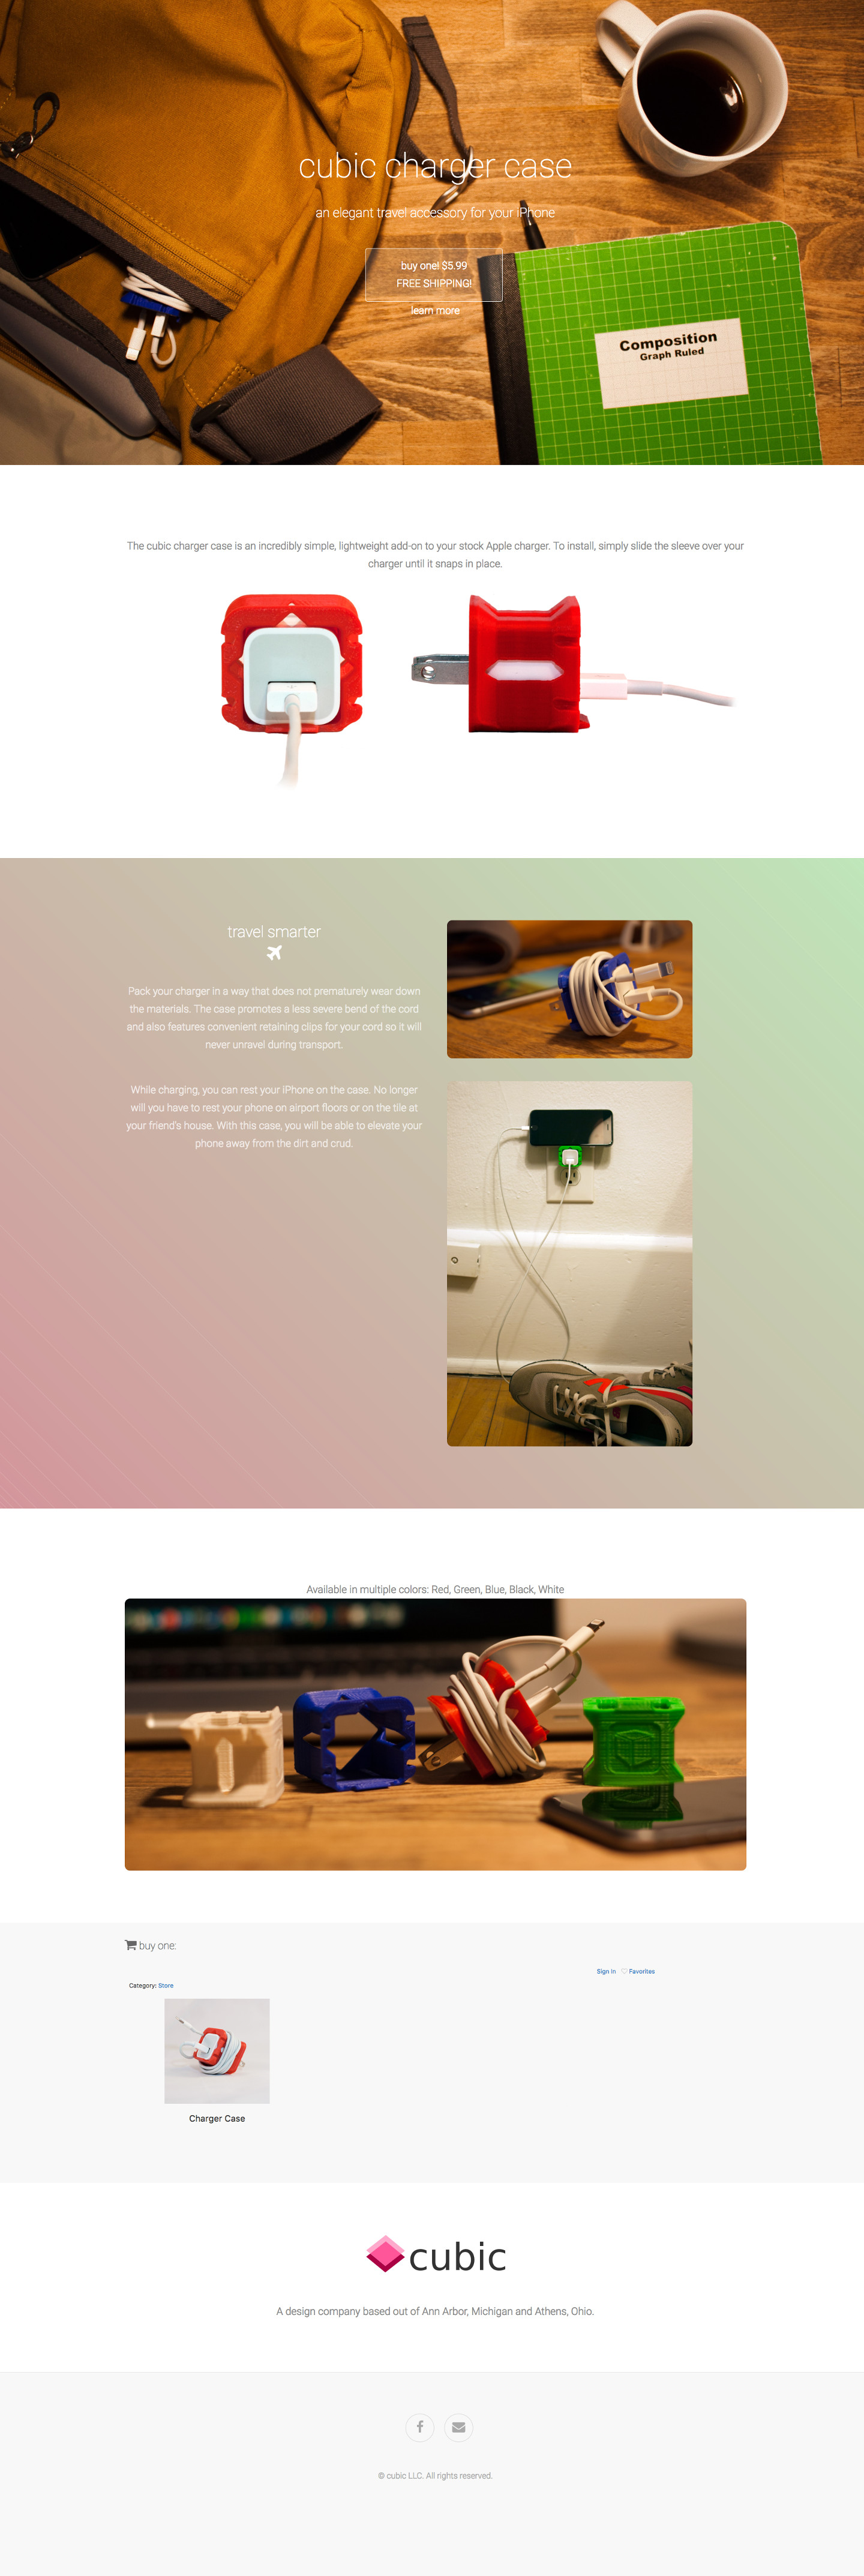 cubic charger case
an elegant travel accessory for your iPhone
buy one! $5.99
FREE SHIPPING!
learn more
Composition
Graph Ruled
The cubic charger case is an incredibly simple, lightweight add-on to your stock Apple charger. To install, simply slide the sleeve over your
charger until it snaps in place.
travel smarter
Pack your charger in a way that does not prematurely wear down
the materials. The case promotes a less severe bend of the cord
and also features convenient retaining clips for your cord so it will
never unravel during transport.
While charging, you can rest your iPhone on the case. No longer
will you have to rest your phone on airport floors or on the tile at
your friend's house. With this case, you will be able to elevate your
phone away from the dirt and crud.
Available in multiple colors: Red, Green, Blue, Black, White
buy one:
Sign in Favorites
Category: Store
Charger Case
cubic
A design company based out of Ann Arbor, Michigan and Athens, Ohio.
© cubic LLC. All rights reserved.